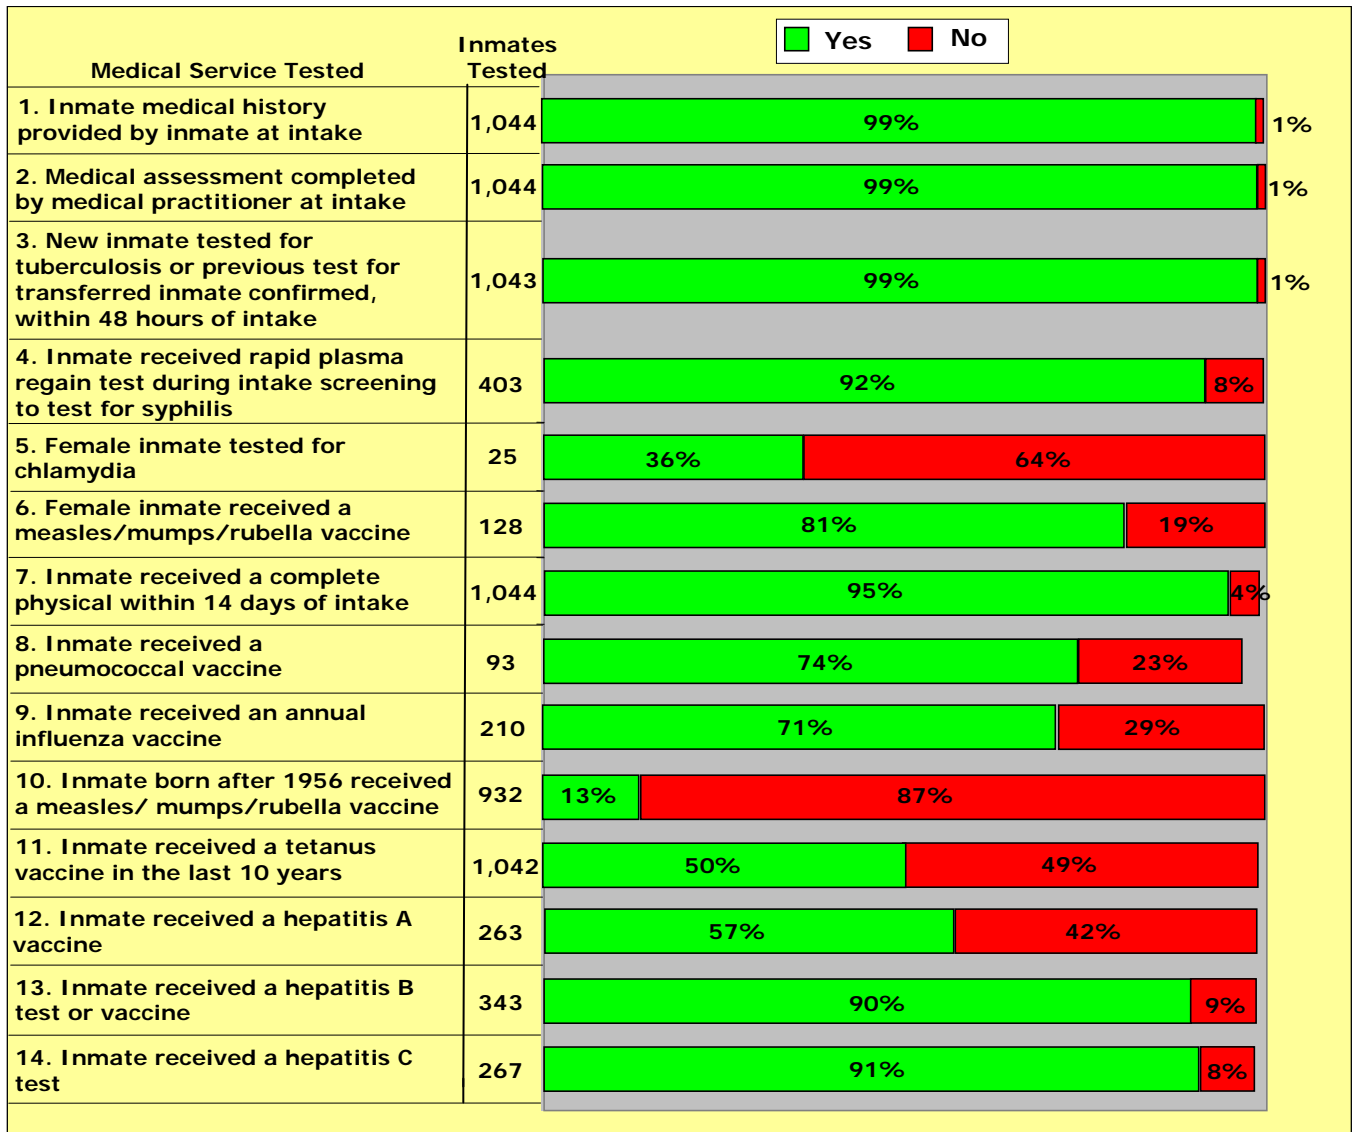 Yes No
Medical Service Tested
Inmates
Tested
1. Inmate medical history
provided by inmate at intake
1,044
99%
1%
2. Medical assessment completed
by medical practitioner at intake
1,044
99%
1%
3. New inmate tested for
tuberculosis or previous test for
transferred inmate confirmed,
within 48 hours of intake
1,043
99%
1%
4. Inmate received rapid plasma
regain test during intake screening
to test for syphilis
403
92%
8%
5. Female inmate tested for
chlamydia
25
36%
64%
6. Female inmate received a
measles/mumps/rubella vaccine
128
81%
19%
7. Inmate received a complete
physical within 14 days of intake
1,044
95%
4%
8. Inmate received a
pneumococcal vaccine
93
74%
23%
9. Inmate received an annual
influenza vaccine
210
71%
29%
10. Inmate born after 1956 received
a measles/ mumps/rubella vaccine
932
13%
87%
11. Inmate received a tetanus
vaccine in the last 10 years
1,042
50%
49%
12. Inmate received a hepatitis A
vaccine
263
57%
42%
13. Inmate received a hepatitis B
test or vaccine
343
90%
9%
14. Inmate received a hepatitis C
test
267
91%
8%